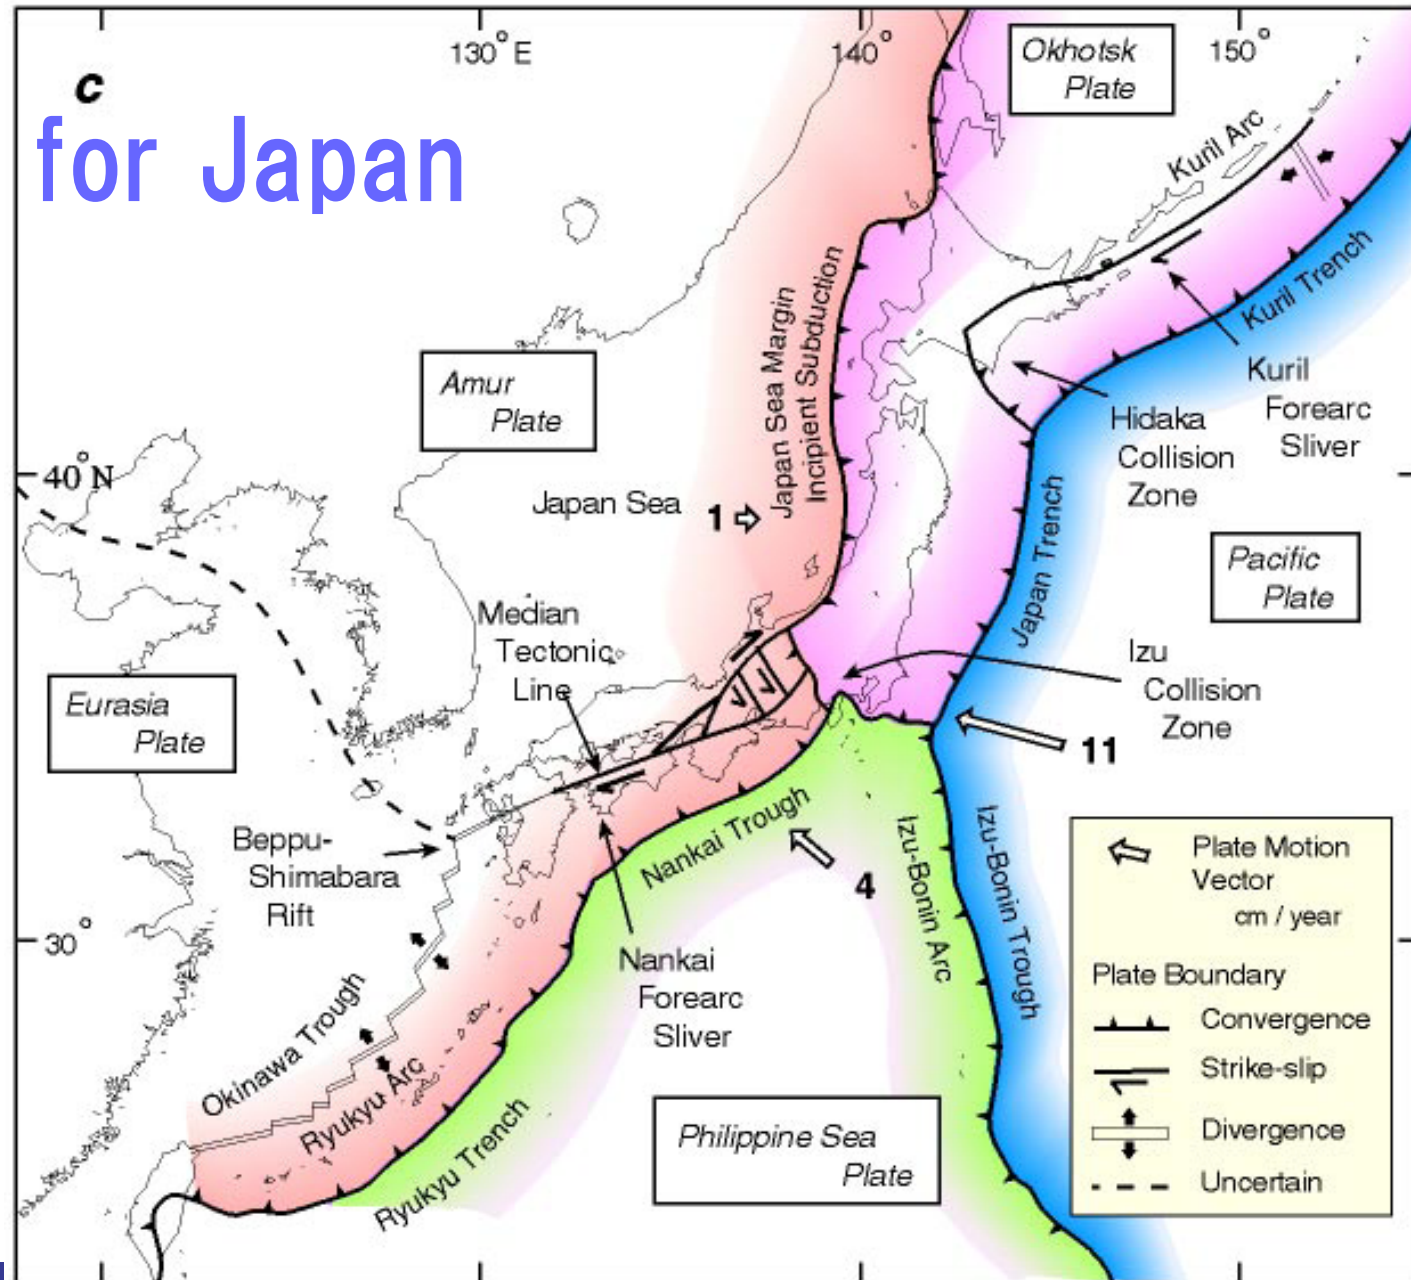 130°E
140°
150°
c
for Japan
Okhotsk
Plate
Kuril Arc
Kuril Trench
Japan Sea Margin
Incipient Subduction
Amur
Plate
Kuril
Forearc
Sliver
Hidaka
Collision
Zone
40°N
Japan Sea
1
Japan Trench
Pacific
Plate
Median
Tectonic
Line
Izu
Collision
Zone
Eurasia
Plate
11
Beppu-
Shimabara
Rift
Nankai Trough
4
Izu-Bonin Arc
Izu-Bonin Trough
30°
Nankai
Forearc
Sliver
Okinawa Trough
Ryukyu Arc
Ryukyu Trench
Philippine Sea
Plate
Plate Motion
Vector
cm / year
Plate Boundary
Convergence
Strike-slip
Divergence
Uncertain